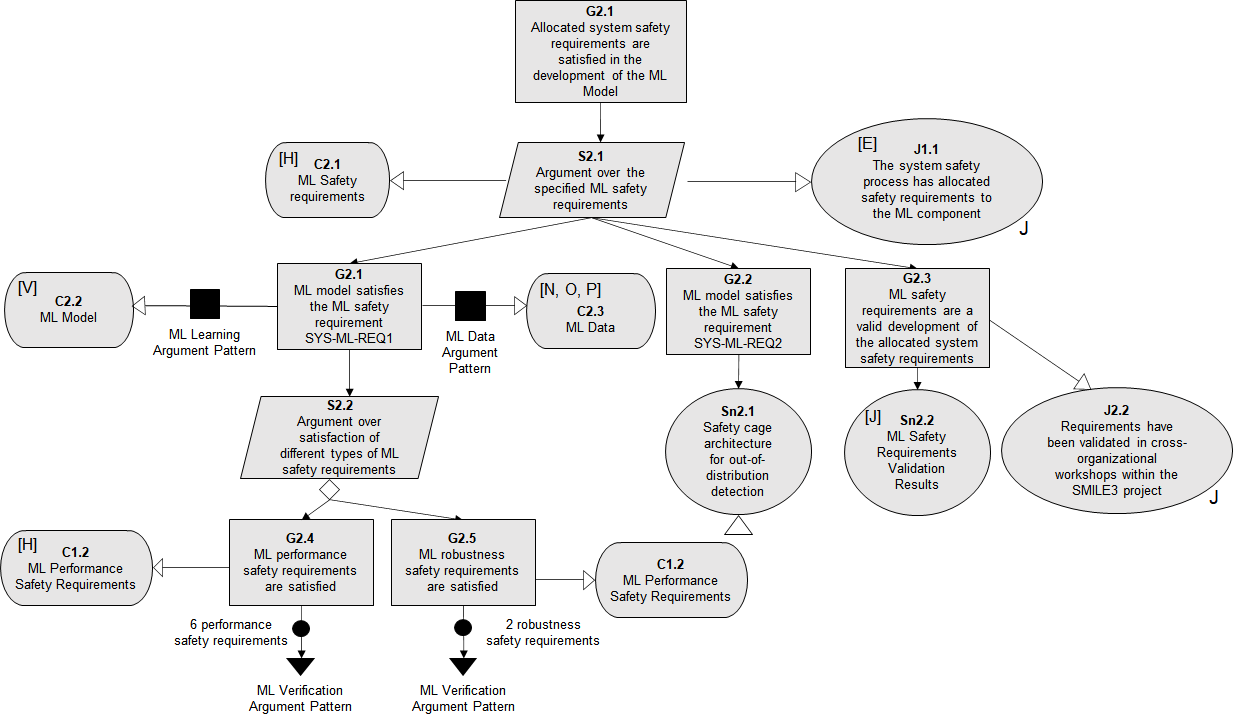 G2.1
Allocated system safety
requirements are
satisfied in the
development of the ML
Model
[H]
C2.1
ML Safety
requirements
S2.1
Argument over the
specified ML safety
requirements
[E]
J1.1
The system safety
process has allocated
safety requirements to
the ML component
J
[V]
C2.2
ML Model
ML Learning
Argument Pattern
G2.1
ML model satisfies
the ML safety
requirement
SYS-ML-REQ1
ML Data
Argument
Pattern
[N, O, P]
C2.3
ML Data
G2.2
ML model satisfies
the ML safety
requirement
SYS-ML-REQ2
G2.3
ML safety
requirements are a
valid development of
the allocated system
safety requirements
S2.2
Argument over
satisfaction of
different types of ML
safety requirements
Sn2.1
Safety cage
architecture
for out-of-
distribution
detection
[J]
Sn2.2
ML Safety
Requirements
Validation
Results
J2.2
Requirements have
been validated in cross-
organizational
workshops within the
SMILE3 project
J
[H]
C1.2
ML Performance
Safety Requirements
G2.4
ML performance
safety requirements
are satisfied
G2.5
ML robustness
safety requirements
are satisfied
C1.2
ML Performance
Safety Requirements
6 performance
safety requirements
2 robustness
safety requirements
ML Verification
Argument Pattern
ML Verification
Argument Pattern